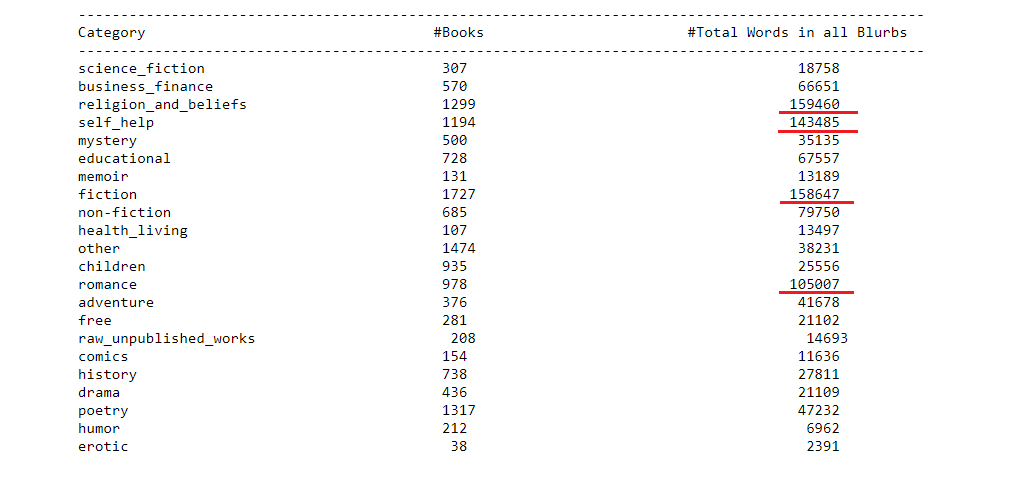 Category #Books #Total Words in all Blurbs
science_fiction 307 18758
business_finance 570 66651
religion_and_beliefs 1299 159460
self_help 1194 143485
mystery 500 35135
educational 728 67557
memoir 131 13189
fiction 1727 158647
non-fiction 685 79750
health_living 107 13497
other 1474 38231
children 935 25556
romance 978 105007
adventure 376 41678
free 281 21102
raw_unpublished_works 208 14693
comics 154 11636
history 738 27811
drama 436 21109
poetry 1317 47232
humor 212 6962
erotic 38 2391